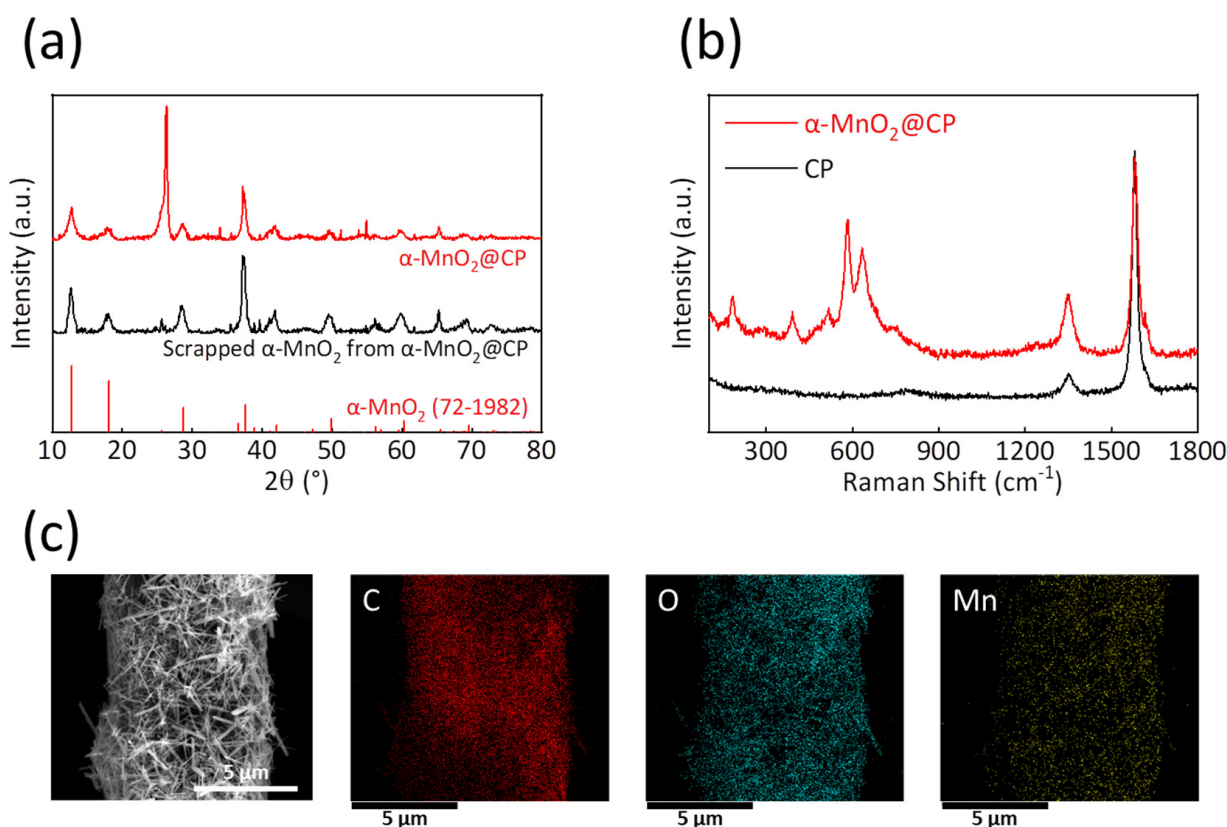 (a)
Intensity (a.u.)
α-MnO₂@CP
Scrapped α-MnO₂ from α-MnO₂@CP
α-MnO₂ (72-1982)
10 20 30 40 50 60 70 80
2θ (°)
(b)
Intensity (a.u.)
α-MnO₂@CP
CP
300 600 900 1200 1500 1800
Raman Shift (cm⁻¹)
(c)
5 μm
C
5 μm
O
5 μm
Mn
5 μm